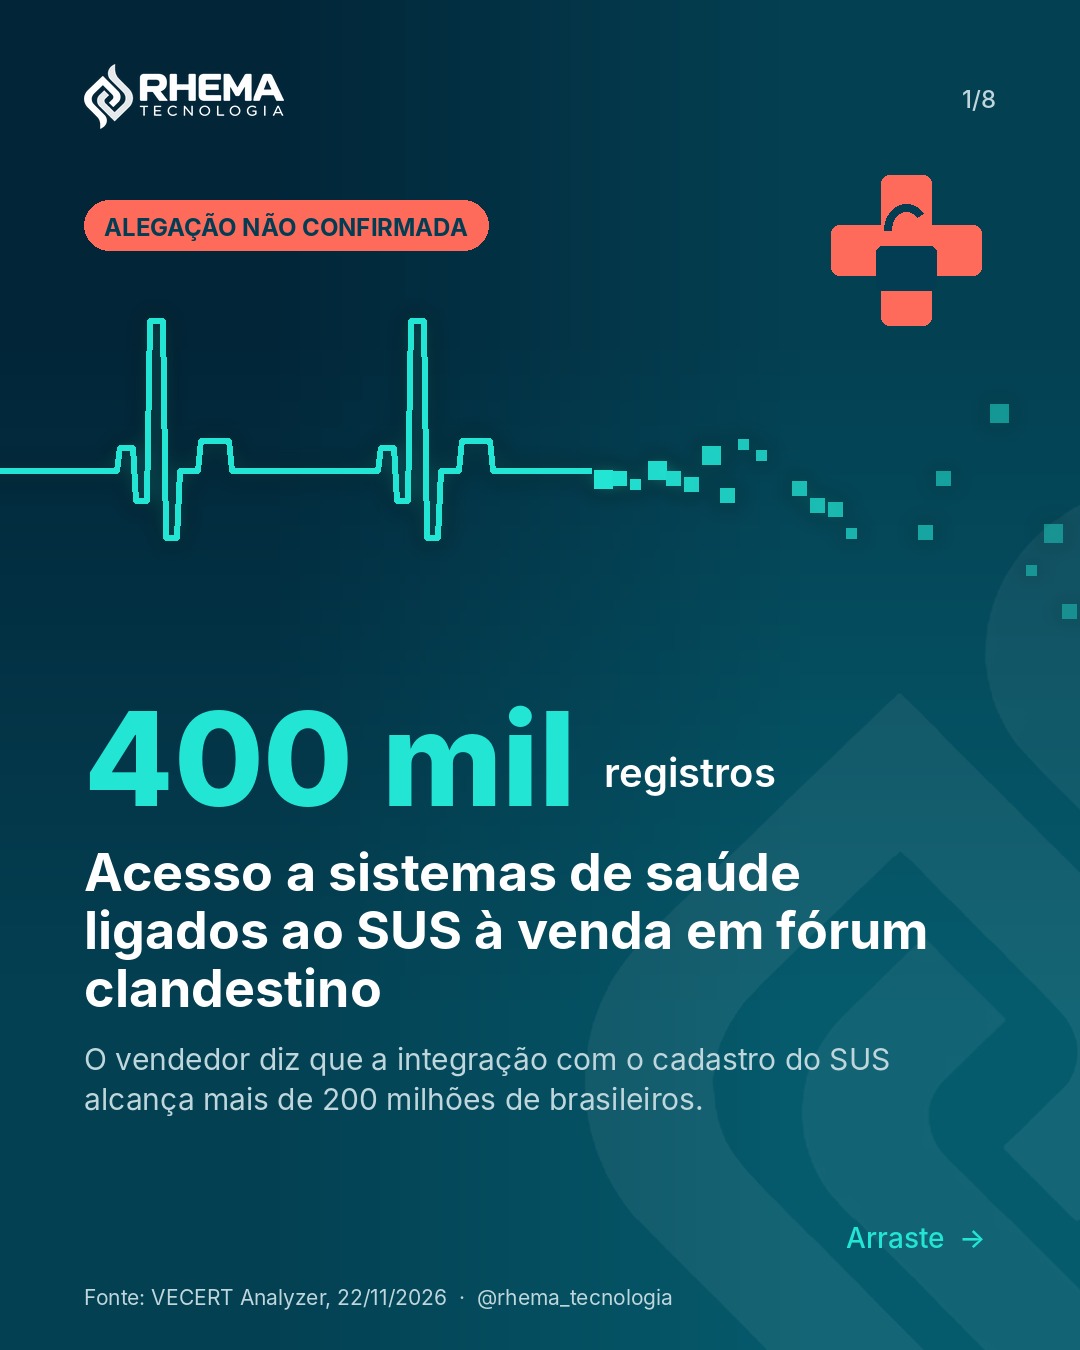 RHEMA
TECNOLOGIA
1/8
ALEGAÇÃO NÃO CONFIRMADA
400 mil registros
Acesso a sistemas de saúde
ligados ao SUS à venda em fórum
clandestino
O vendedor diz que a integração com o cadastro do SUS
alcança mais de 200 milhões de brasileiros.
Arraste →
Fonte: VECERT Analyzer, 22/11/2026 · @rhema_tecnologia